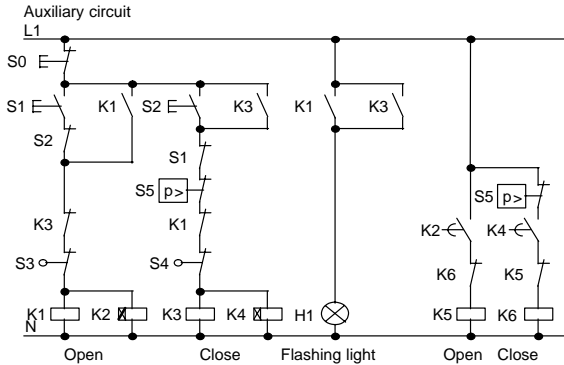 Auxiliary circuit
L1
S0
S1 K1 S2 K3 K1 K3
S2
S1
S5 p> S5 p>
K3 K1 K2 K4
S3 S4 K6 K5
K1 K2 K3 K4 H1 K5 K6
N
Open Close Flashing light Open Close